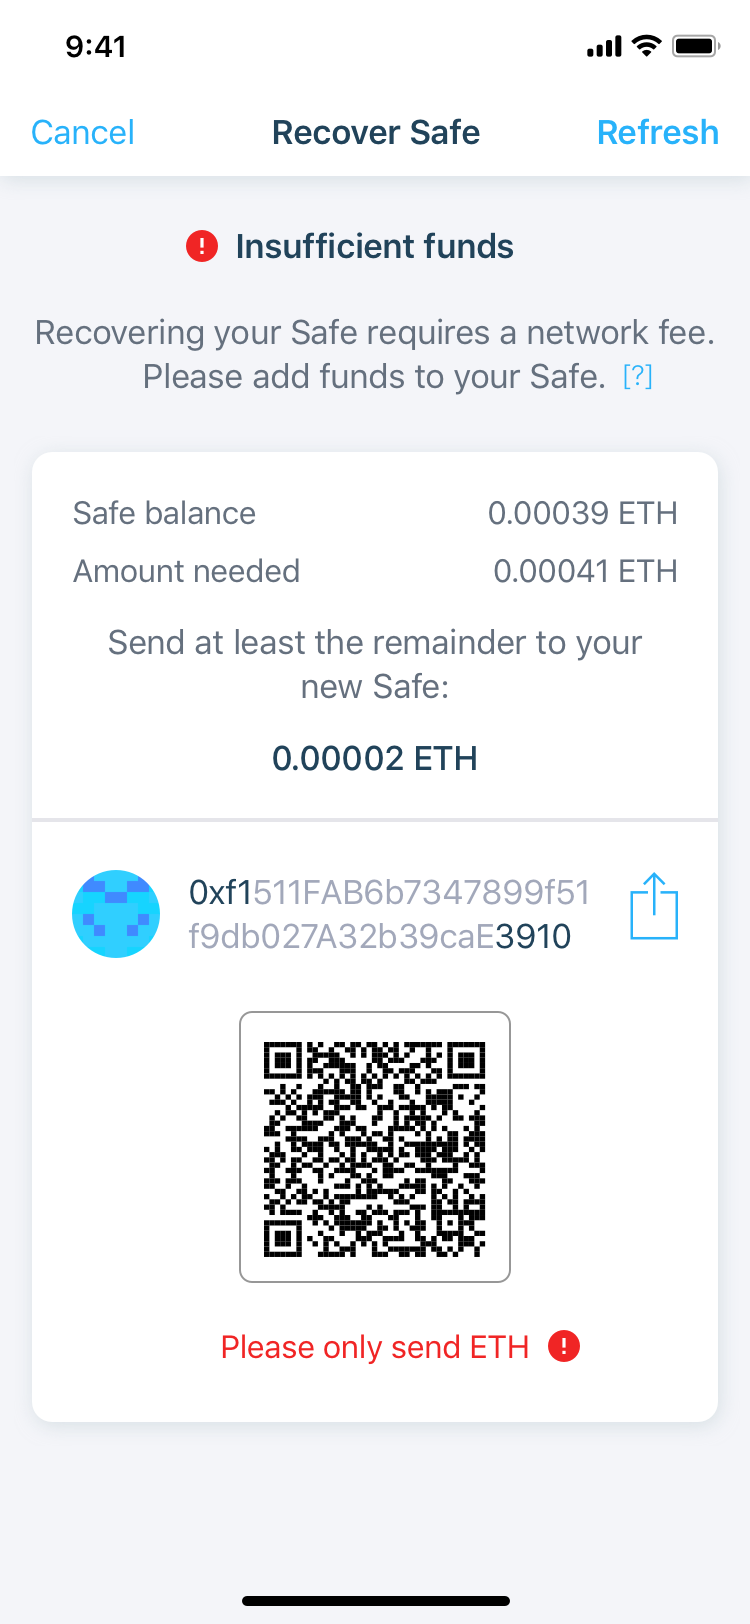 9:41
Cancel
Recover Safe
Refresh
Insufficient funds
Recovering your Safe requires a network fee.
Please add funds to your Safe. [?]
Safe balance
0.00039 ETH
Amount needed
0.00041 ETH
Send at least the remainder to your
new Safe:
0.00002 ETH
0xf1511FAB6b7347899f51
f9db027A32b39caE3910
Please only send ETH